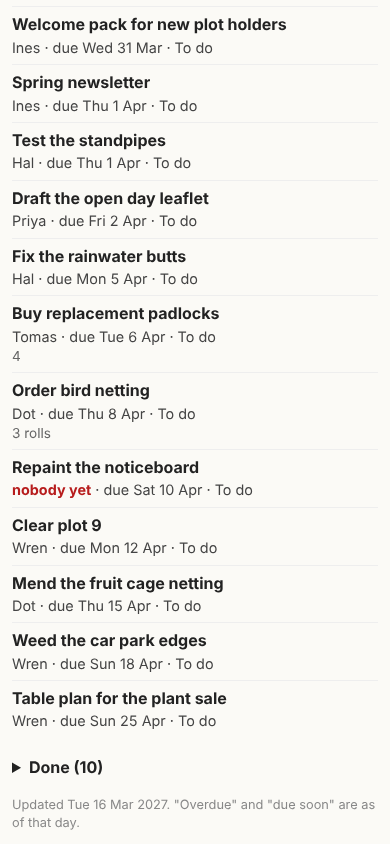 Welcome pack for new plot holders
Ines · due Wed 31 Mar · To do
Spring newsletter
Ines · due Thu 1 Apr · To do
Test the standpipes
Hal · due Thu 1 Apr · To do
Draft the open day leaflet
Priya · due Fri 2 Apr · To do
Fix the rainwater butts
Hal · due Mon 5 Apr · To do
Buy replacement padlocks
Tomas · due Tue 6 Apr · To do
4
Order bird netting
Dot · due Thu 8 Apr · To do
3 rolls
Repaint the noticeboard
nobody yet · due Sat 10 Apr · To do
Clear plot 9
Wren · due Mon 12 Apr · To do
Mend the fruit cage netting
Dot · due Thu 15 Apr · To do
Weed the car park edges
Wren · due Sun 18 Apr · To do
Table plan for the plant sale
Wren · due Sun 25 Apr · To do
Done (10)
Updated Tue 16 Mar 2027. "Overdue" and "due soon" are as
of that day.